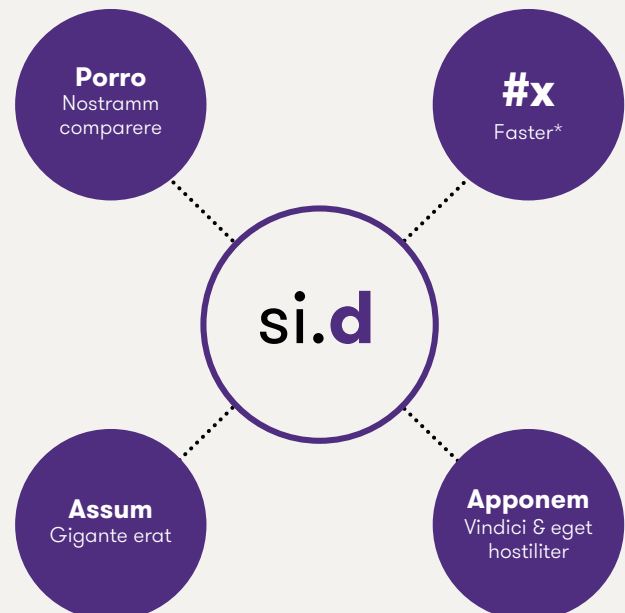 Porro
Nostramm
comparere
#x
Faster*
si.d
Assum
Gigante erat
Apponem
Vindici & eget
hostiliter